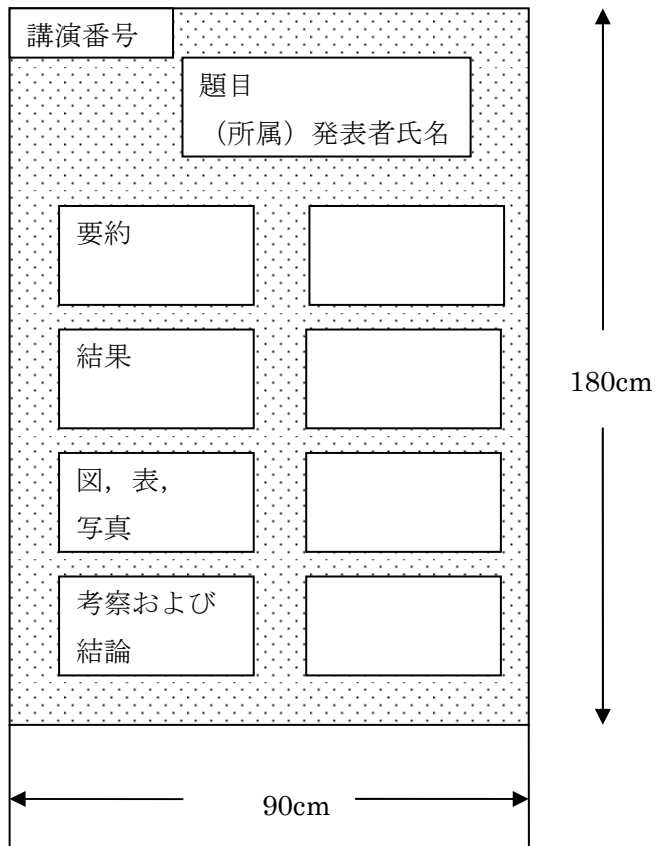 講演番号
題目
（所属）発表者氏名
要約
結果
図，表，
写真
考察および
結論
180cm
90cm